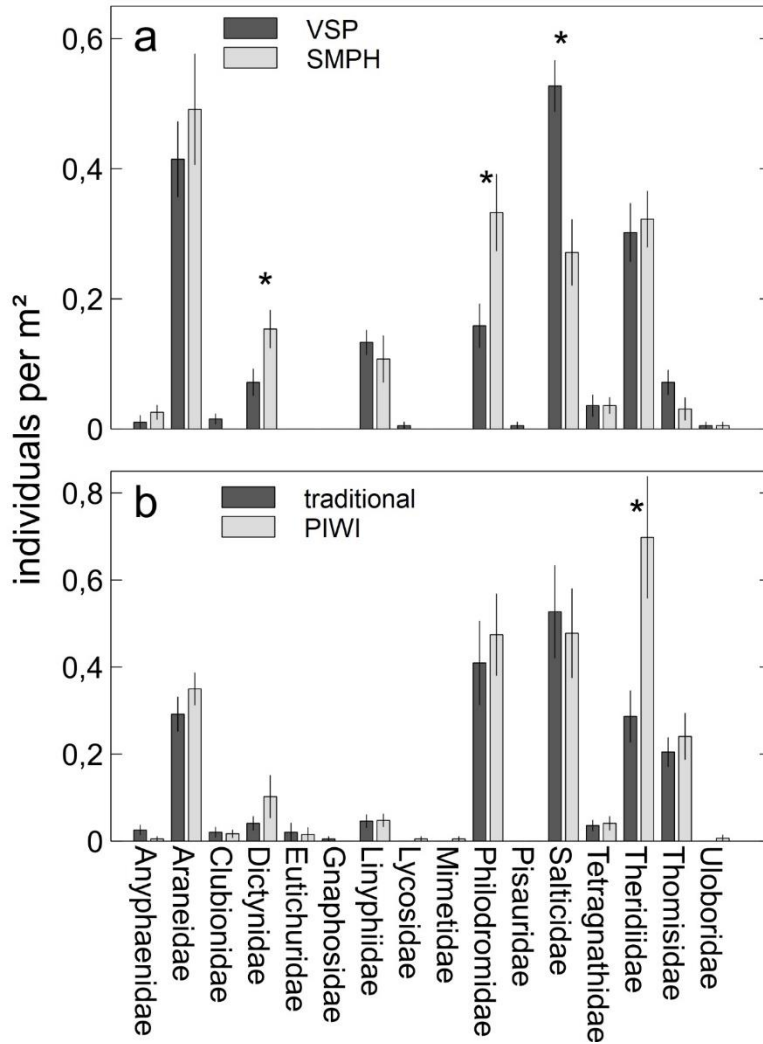 individuals per m²
a
VSP
SMPH
0,6
0,4
0,2
0
*
*
*
b
traditional
PIWI
0,8
0,6
0,4
0,2
0
*
Anyphaenidae
Araneidae
Clubionidae
Dictynidae
Eutichuridae
Gnaphosidae
Linyphiidae
Lycosidae
Mimetidae
Philodromidae
Pisauridae
Salticidae
Tetragnathidae
Theridiidae
Thomisidae
Uloboridae